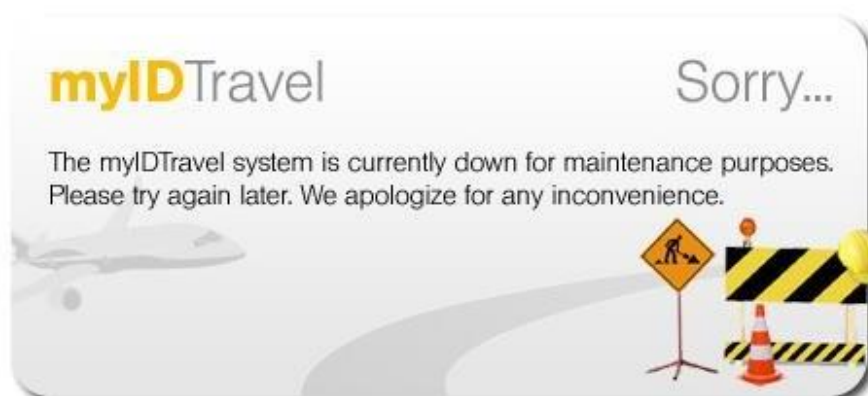 myIDTravel
Sorry...
The myIDTravel system is currently down for maintenance purposes.
Please try again later. We apologize for any inconvenience.